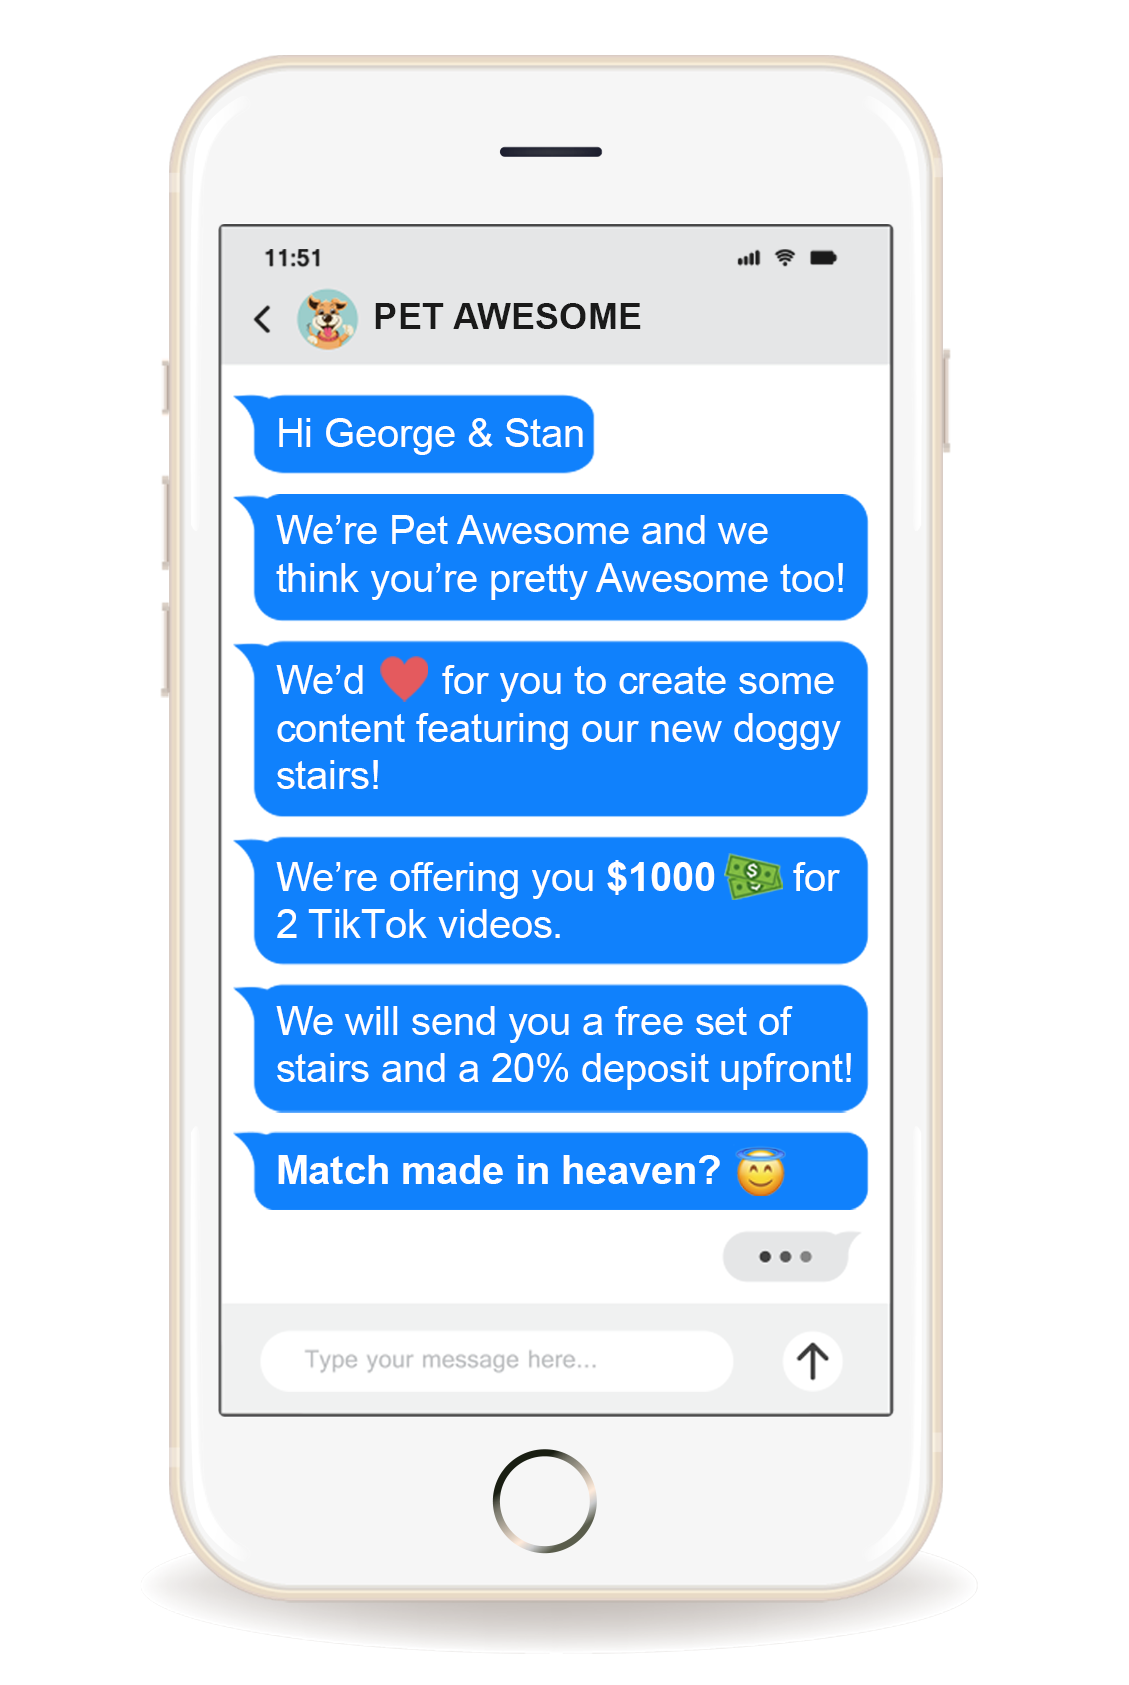 11:51
PET AWESOME
Hi George & Stan
We’re Pet Awesome and we
think you’re pretty Awesome too!
We’d ❤️ for you to create some
content featuring our new doggy
stairs!
We’re offering you $1000 💵 for
2 TikTok videos.
We will send you a free set of
stairs and a 20% deposit upfront!
Match made in heaven? 😇
Type your message here...